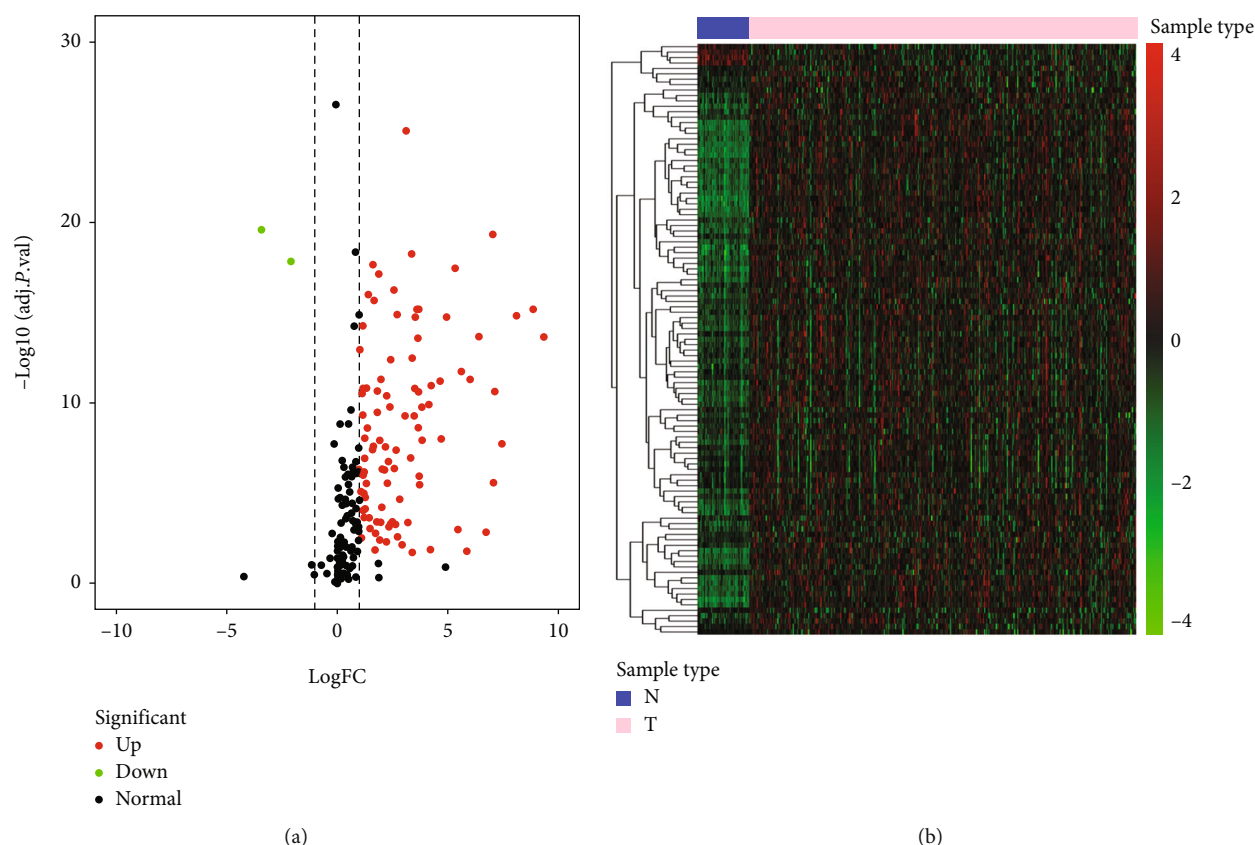 30
20
10
0
−Log10 (adj.P.val)
−10
−5
0
5
10
LogFC
Significant
Up
Down
Normal
(a)
Sample type
4
2
0
−2
−4
Sample type
N
T
(b)